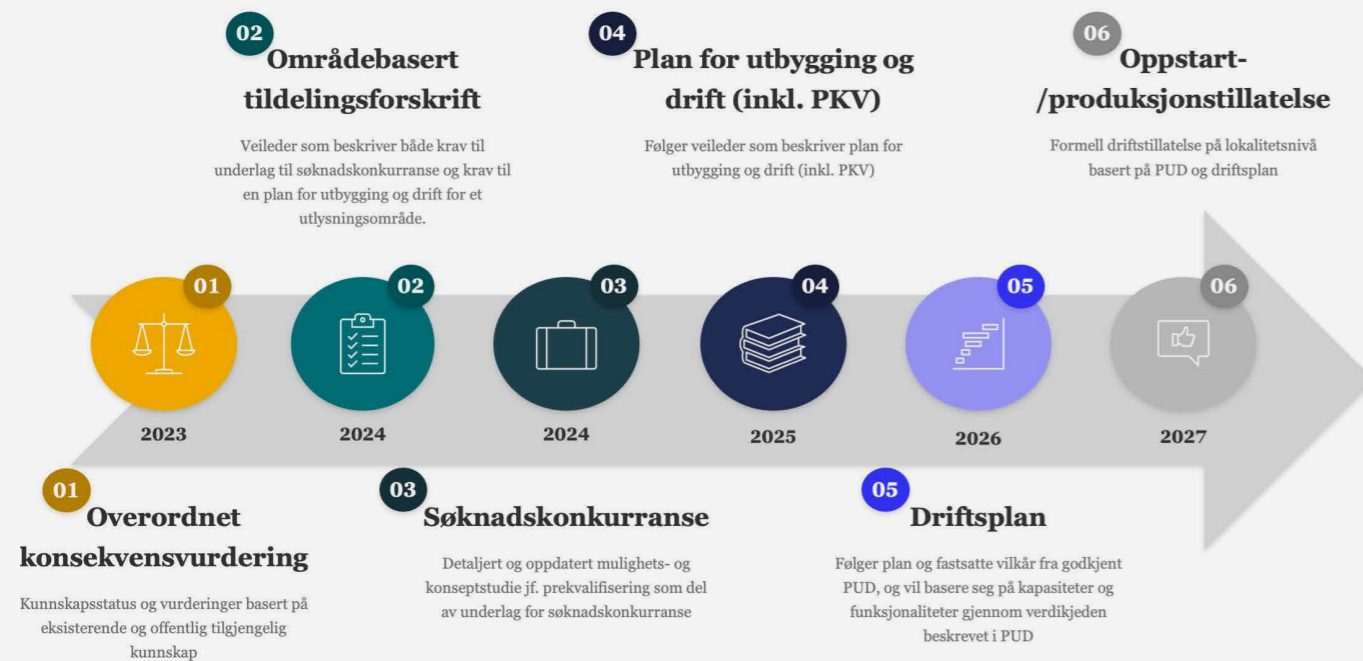 02
Områdebasert
tildelingsforskrift
Veileder som beskriver både krav til
underlag til søknadskonkurranse og krav til
en plan for utbygging og drift for et
utlysningsområde.
04
Plan for utbygging og
drift (inkl. PKV)
Følger veileder som beskriver plan for
utbygging og drift (inkl. PKV)
06
Oppstart-
/produksjonstillatelse
Formell driftstillatelse på lokalitetsnivå
basert på PUD og driftsplan
01
02
03
04
05
06
2023
2024
2024
2025
2026
2027
01
Overordnet
konsekvensvurdering
Kunnskapsstatus og vurderinger basert på
eksisterende og offentlig tilgjengelig
kunnskap
03
Søknadskonkurranse
Detaljert og oppdatert mulighets- og
konseptstudie jf. prekvalifisering som del
av underlag for søknadskonkurranse
05
Driftsplan
Følger plan og fastsatte vilkår fra godkjent
PUD, og vil basere seg på kapasiteter og
funksjonaliteter gjennom verdikjeden
beskrevet i PUD